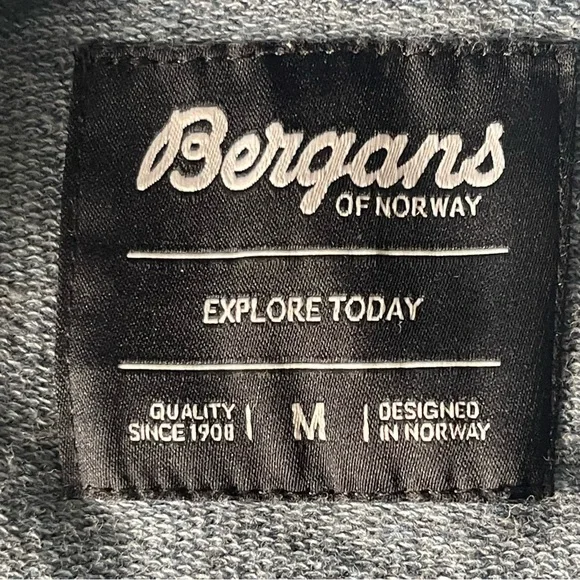 Bergans
OF NORWAY
EXPLORE TODAY
QUALITY SINCE 1908 | M | DESIGNED IN NORWAY